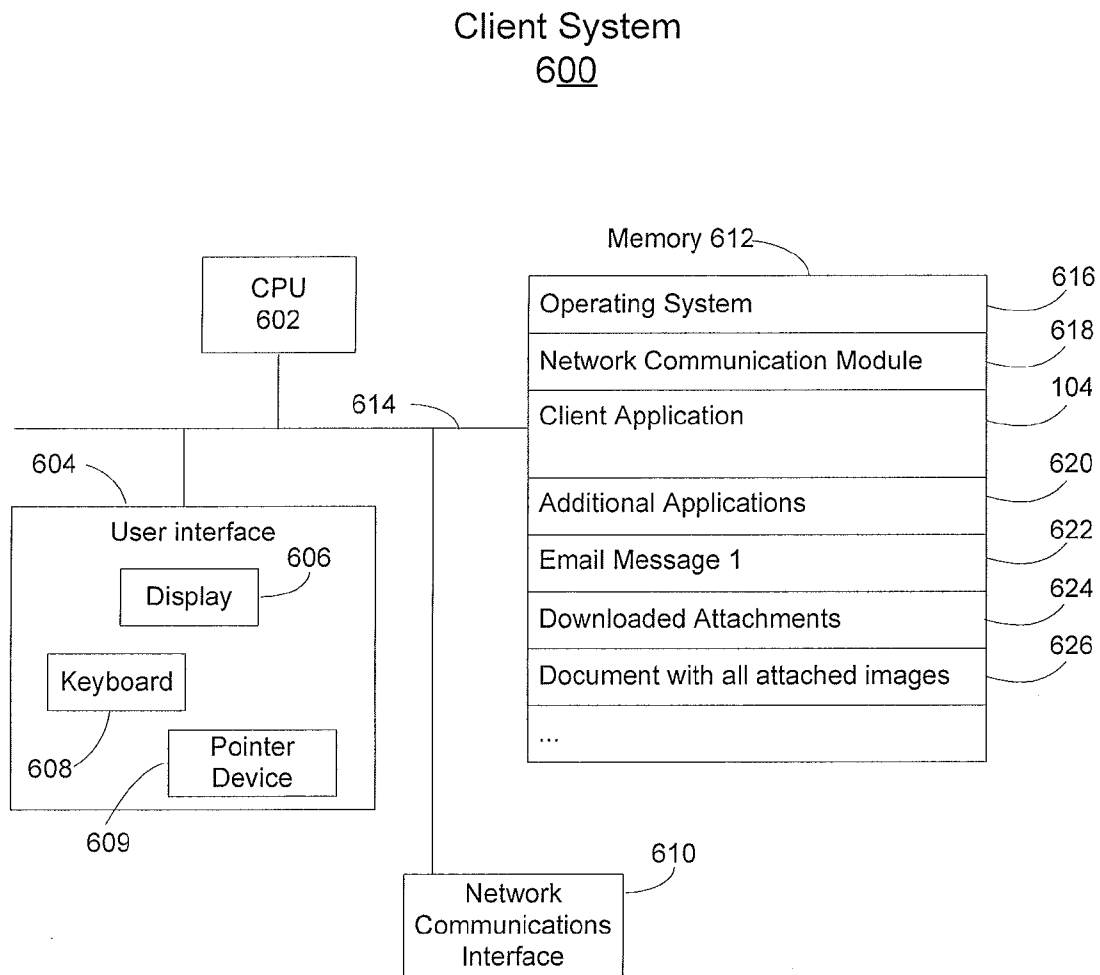 Client System
600
Memory 612
CPU
602
Operating System
616
Network Communication Module
618
614
Client Application
104
604
Additional Applications
620
User interface
Email Message 1
622
606
Display
Downloaded Attachments
624
Keyboard
Document with all attached images
626
608
Pointer
Device
...
609
610
Network
Communications
Interface